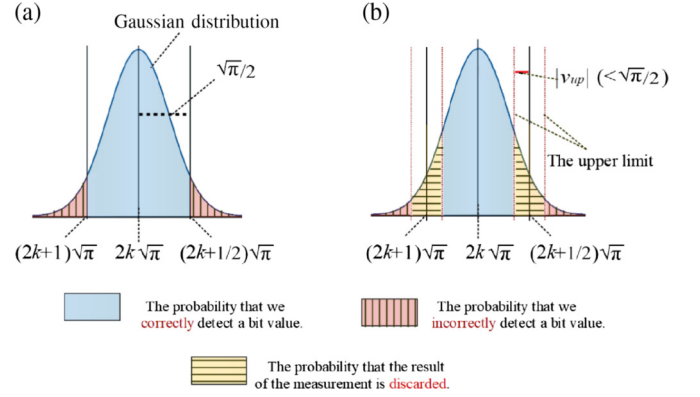 (a)
Gaussian distribution
√π/2
(2k+1)√π 2k√π (2k+1/2)√π
(b)
|vup| (<√π/2)
The upper limit
(2k+1)√π 2k√π (2k+1/2)√π
The probability that we
correctly detect a bit value.
The probability that we
incorrectly detect a bit value.
The probability that the result
of the measurement is discarded.